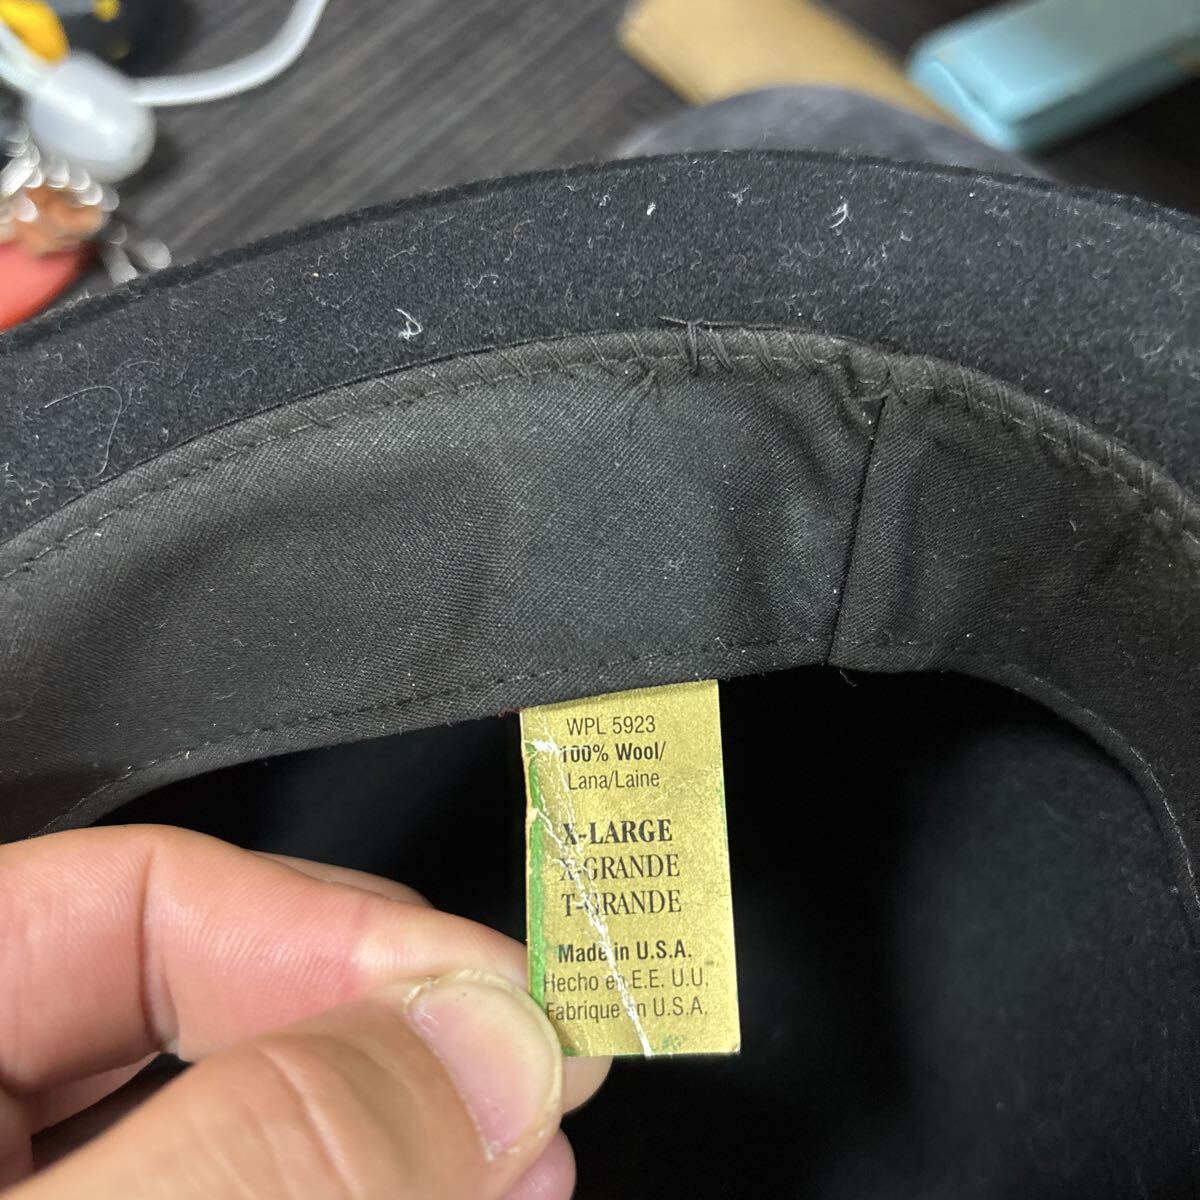 WPL 5923
100% Wool/
Lana/Laine
X-LARGE
X-GRANDE
T-GRANDE
Made in U.S.A.
Hecho en E.E. U.U.
Fabrique en U.S.A.